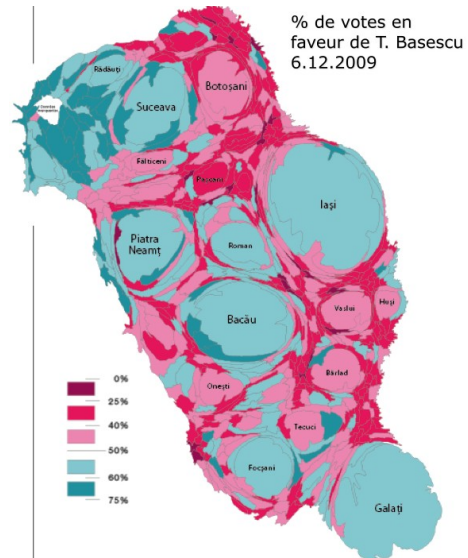 % de votes en
faveur de T. Basescu
6.12.2009
Rădăuți
Suceava
Botoșani
Fălticeni
Pașcani
Iași
Piatra
Neamț
Roman
Bacău
Vaslui
Huși
Bârlad
Onești
Tecuci
Focșani
Galați
0%
25%
40%
50%
60%
75%